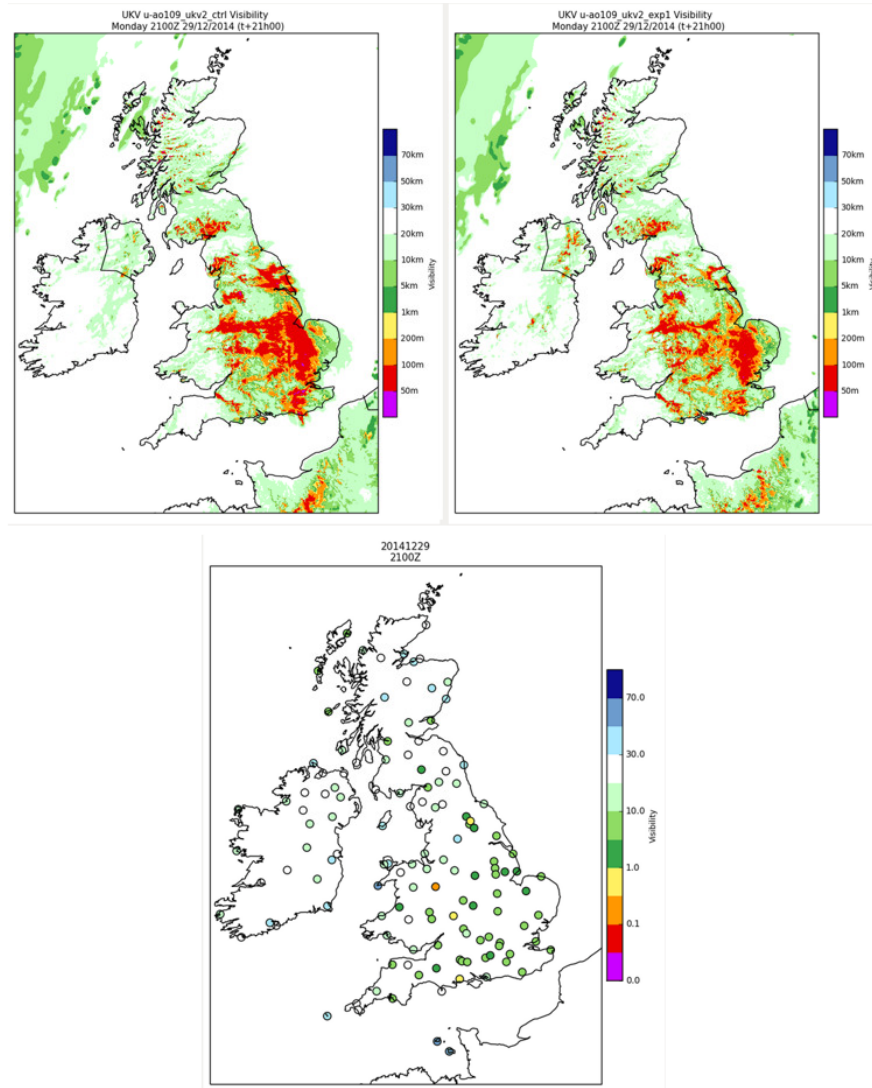 UKV u-ao109_ukv2_ctrl Visibility
Monday 2100Z 29/12/2014 (t+21h00)
70km
50km
30km
20km
10km
5km
1km
200m
100m
50m
Visibility
UKV u-ao109_ukv2_exp1 Visibility
Monday 2100Z 29/12/2014 (t+21h00)
70km
50km
30km
20km
10km
5km
1km
200m
100m
50m
Visibility
20141229
2100Z
70.0
30.0
10.0
1.0
0.1
0.0
Visibility